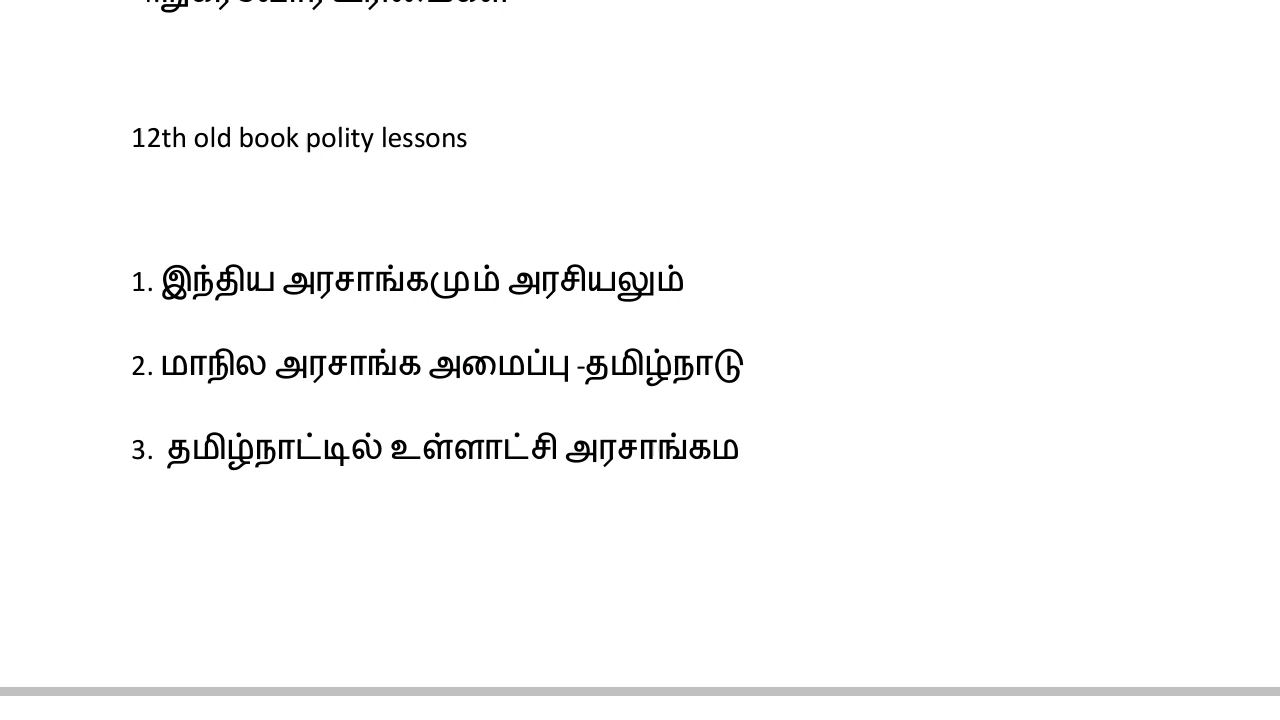 12th old book polity lessons
1. இந்திய அரசாங்கமும் அரசியலும்
2. மாநில அரசாங்க அமைப்பு -தமிழ்நாடு
3. தமிழ்நாட்டில் உள்ளாட்சி அரசாங்கம